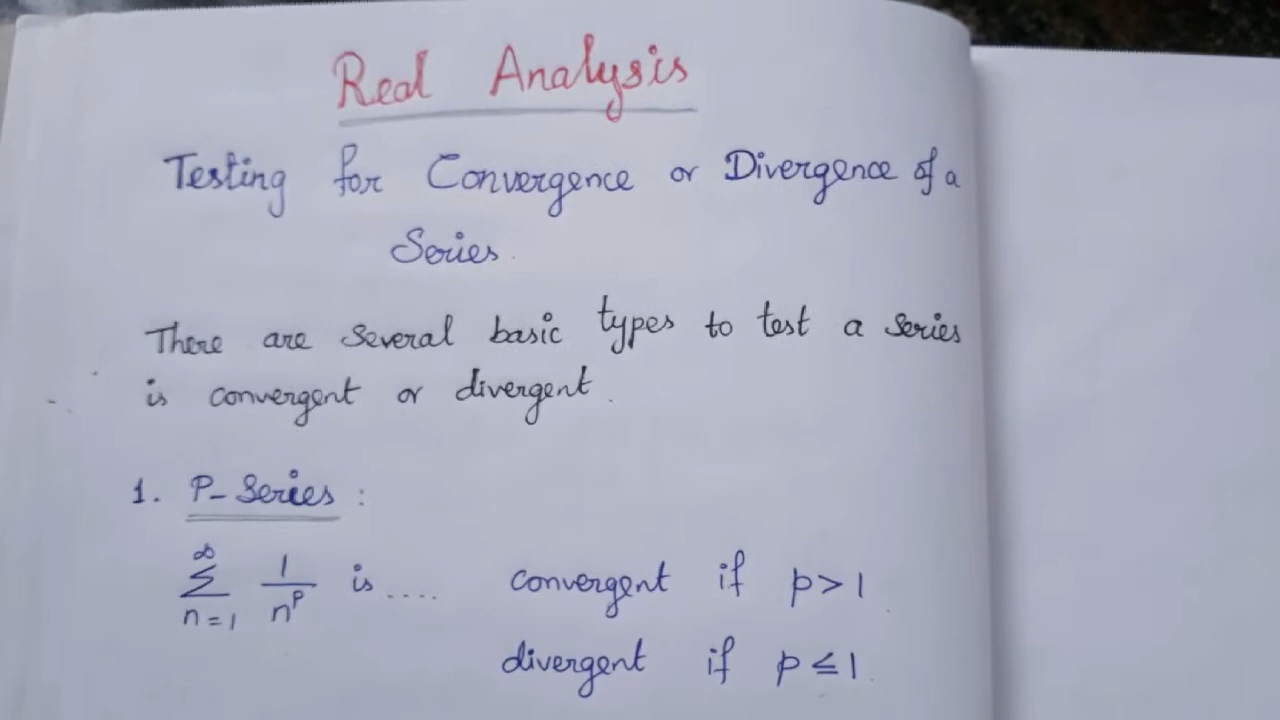 Real Analysis
Testing for Convergence or Divergence of a
Series.
There are several basic types to test a series
is convergent or divergent.
1. P- Series :
∞
∑ 1/n^p is .... convergent if p > 1
n=1
divergent if p ≤ 1.